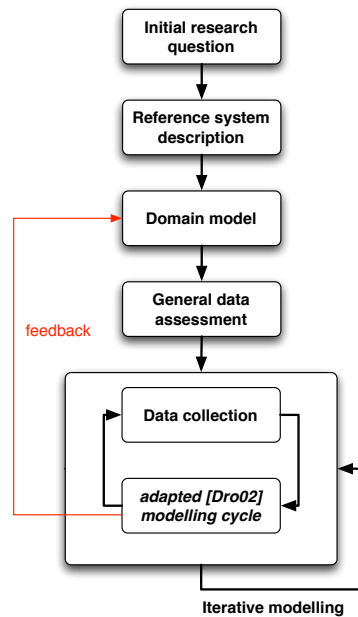 Initial research
question
Reference system
description
Domain model
General data
assessment
feedback
Data collection
adapted [Dro02]
modelling cycle
Iterative modelling